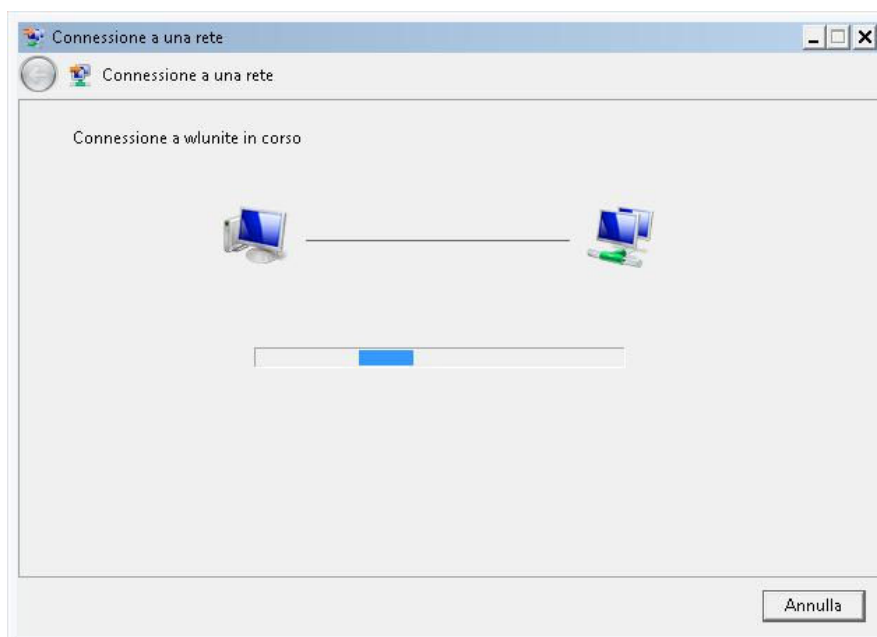 Connessione a una rete
Connessione a una rete
Connessione a wlunite in corso
Annulla